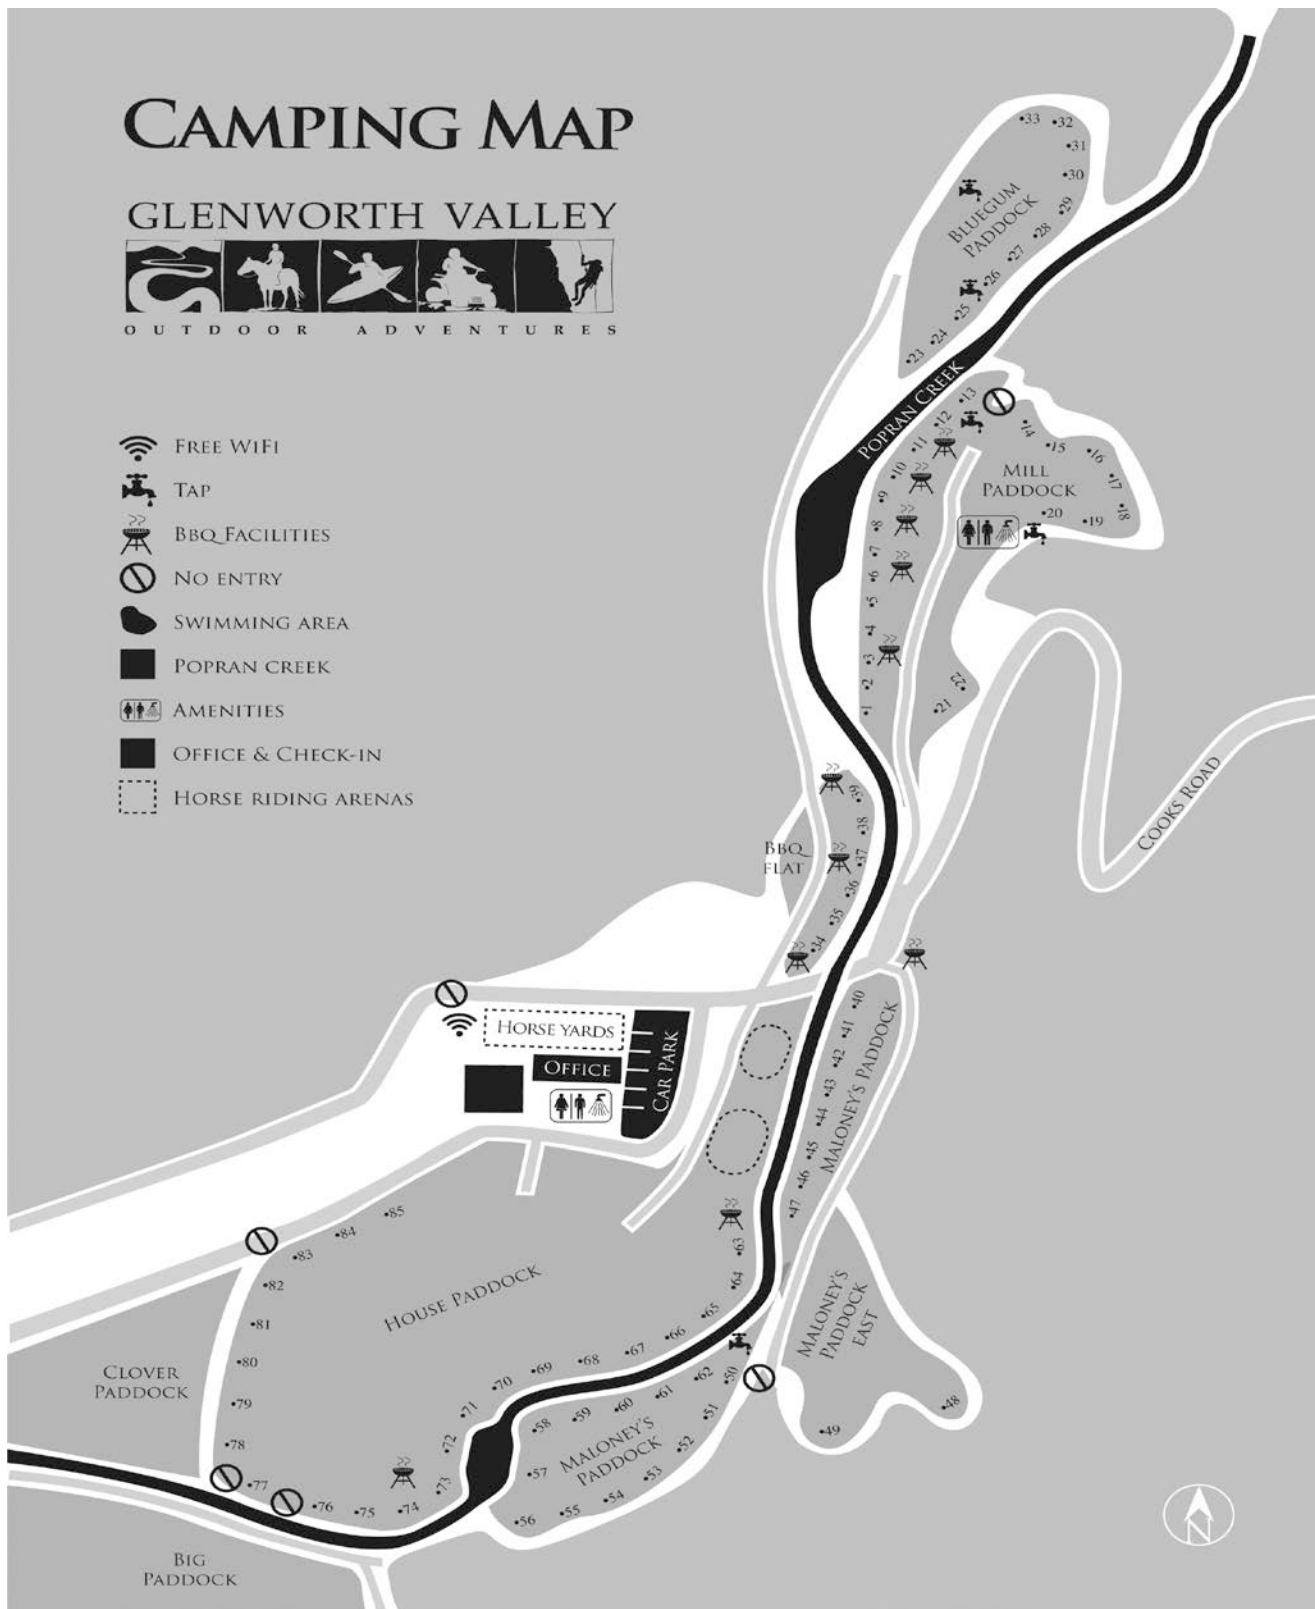 CAMPING MAP
GLENWORTH VALLEY
OUTDOOR ADVENTURES
FREE WIFI
TAP
BBQ FACILITIES
NO ENTRY
SWIMMING AREA
POPRAN CREEK
AMENITIES
OFFICE & CHECK-IN
HORSE RIDING ARENAS
•33
•32
•31
•30
•29
•28
•27
•26
•25
•24
•23
BLUEGUM
PADDOCK
POPRAN CREEK
•13
•12
•11
•10
•9
•8
•7
•6
•5
•4
•3
•2
•1
•14
•15
•16
•17
•18
•19
•20
MILL
PADDOCK
•22
•21
COOKS ROAD
•39
•38
•37
•36
•35
•34
BBQ
FLAT
HORSE YARDS
OFFICE
CAR PARK
•40
•41
•42
•43
•44
•45
•46
•47
MALONEY'S PADDOCK
MALONEY'S
PADDOCK
EAST
•48
•49
•63
•64
•65
•66
•67
•68
•69
•70
•71
•72
•73
•74
•75
•76
•77
•78
•79
•80
•81
•82
•83
•84
•85
HOUSE PADDOCK
CLOVER
PADDOCK
•50
•51
•52
•53
•54
•55
•56
•57
•58
•59
•60
•61
•62
MALONEY'S
PADDOCK
BIG
PADDOCK
N